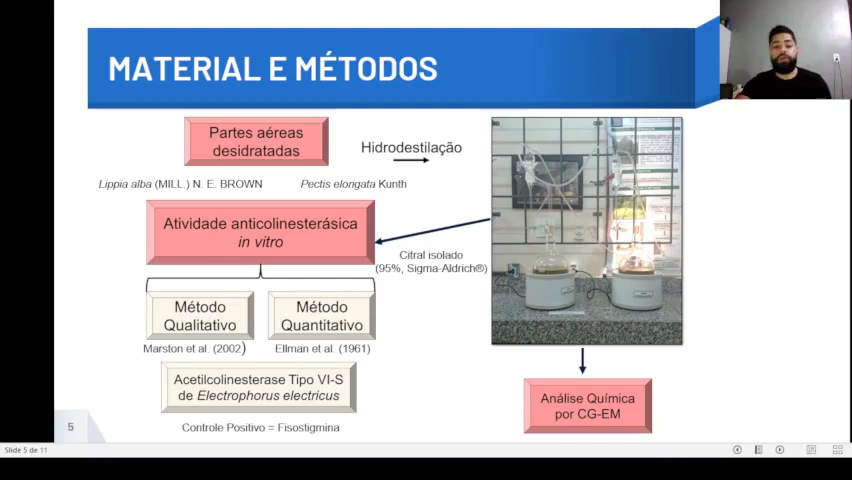 MATERIAL E MÉTODOS
Partes aéreas
desidratadas
Hidrodestilação
Lippia alba (MILL.) N. E. BROWN
Pectis elongata Kunth
Atividade anticolinesterásica
in vitro
Citral isolado
(95%, Sigma-Aldrich®)
Método
Qualitativo
Método
Quantitativo
Marston et al. (2002)
Ellman et al. (1961)
Acetilcolinesterase Tipo VI-S
de Electrophorus electricus
Controle Positivo = Fisostigmina
Análise Química
por CG-EM
5
Slide 5 de 11